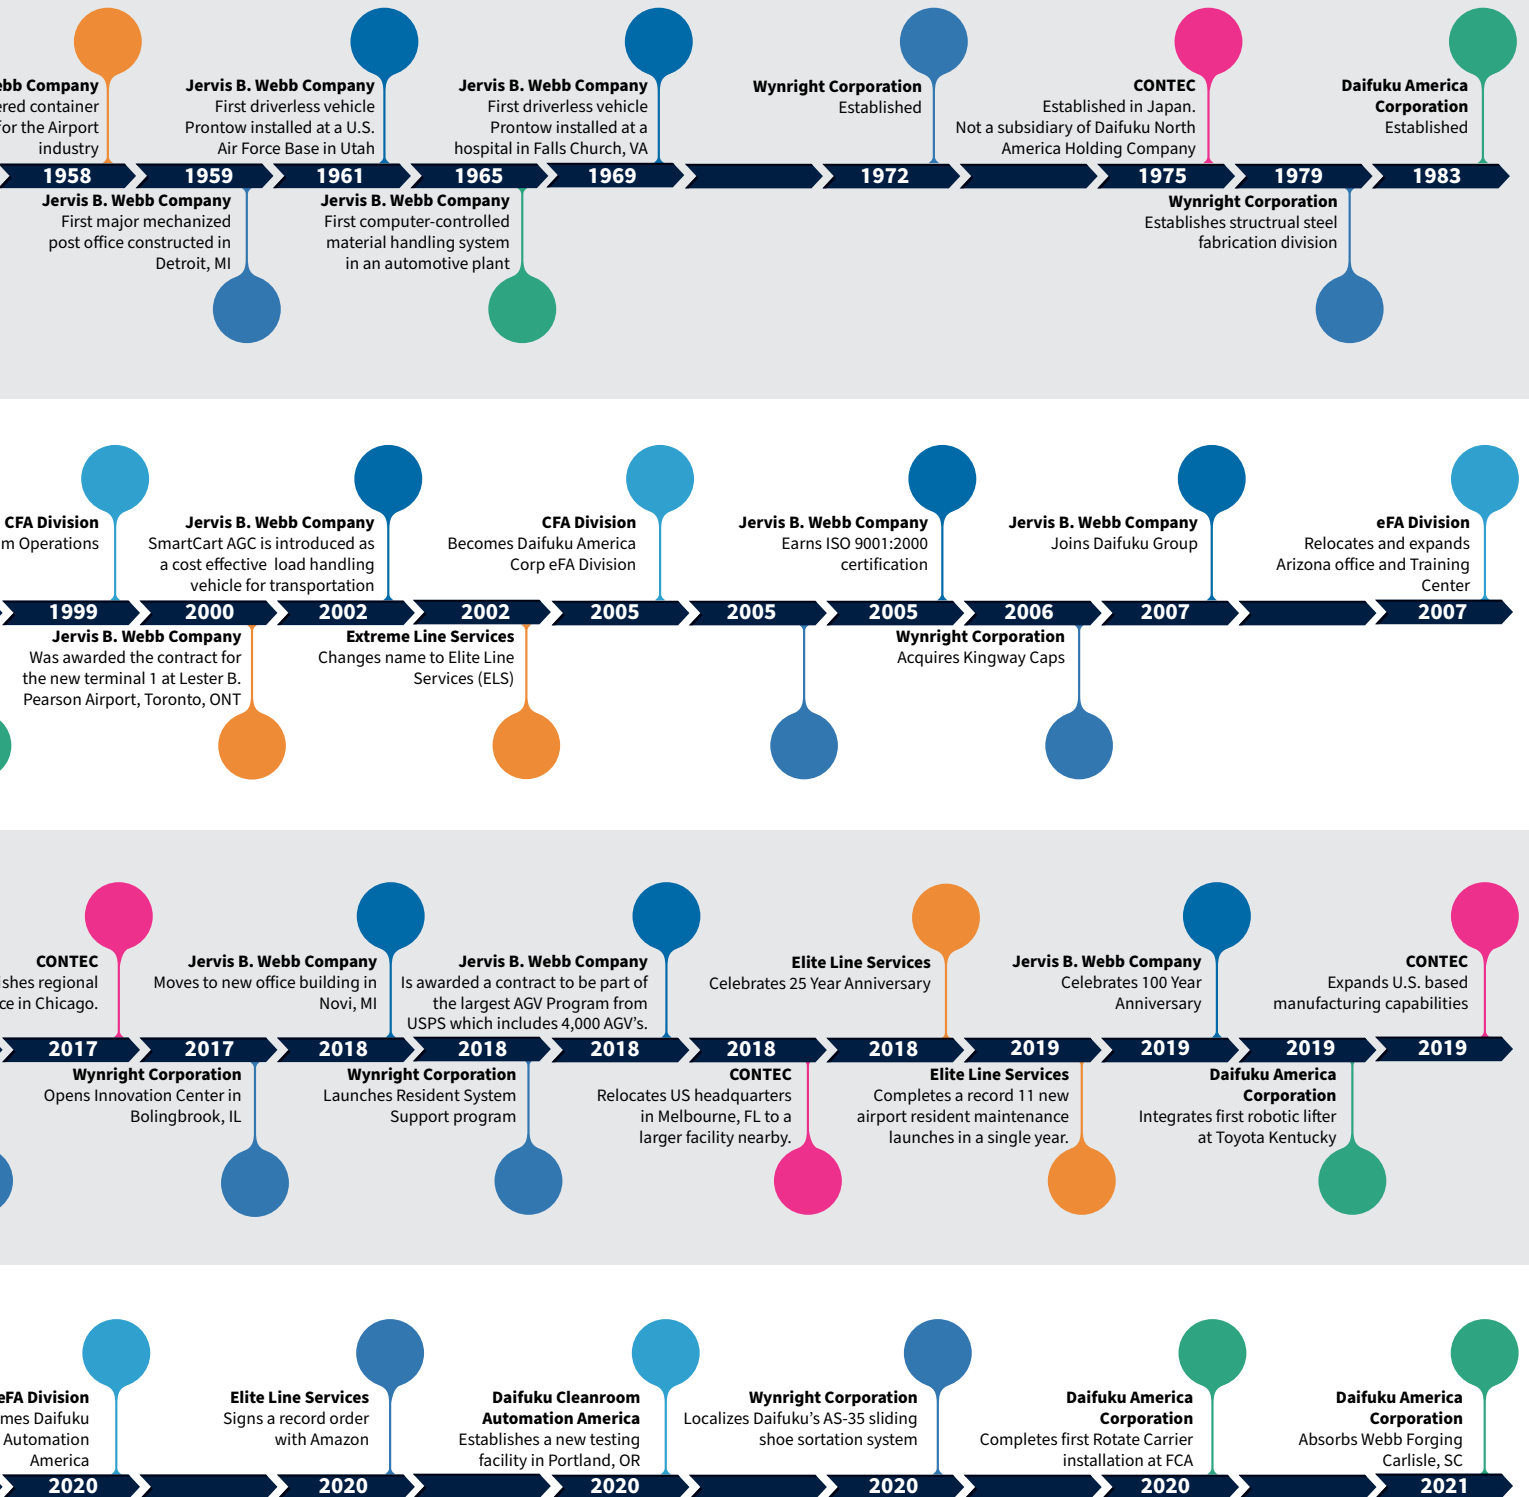 ebb Company
ered container
for the Airport
industry
Jervis B. Webb Company
First driverless vehicle
Prontow installed at a U.S.
Air Force Base in Utah
Jervis B. Webb Company
First driverless vehicle
Prontow installed at a
hospital in Falls Church, VA
Wynright Corporation
Established
CONTEC
Established in Japan.
Not a subsidiary of Daifuku North
America Holding Company
Daifuku America
Corporation
Established
1958 1959 1961 1965 1969 1972 1975 1979 1983
Jervis B. Webb Company
First major mechanized
post office constructed in
Detroit, MI
Jervis B. Webb Company
First computer-controlled
material handling system
in an automotive plant
Wynright Corporation
Establishes structrual steel
fabrication division
CFA Division
m Operations
Jervis B. Webb Company
SmartCart AGC is introduced as
a cost effective load handling
vehicle for transportation
CFA Division
Becomes Daifuku America
Corp eFA Division
Jervis B. Webb Company
Earns ISO 9001:2000
certification
Jervis B. Webb Company
Joins Daifuku Group
eFA Division
Relocates and expands
Arizona office and Training
Center
1999 2000 2002 2002 2005 2005 2005 2006 2007 2007
Jervis B. Webb Company
Was awarded the contract for
the new terminal 1 at Lester B.
Pearson Airport, Toronto, ONT
Extreme Line Services
Changes name to Elite Line
Services (ELS)
Wynright Corporation
Acquires Kingway Caps
CONTEC
ishes regional
ce in Chicago.
Jervis B. Webb Company
Moves to new office building in
Novi, MI
Jervis B. Webb Company
Is awarded a contract to be part of
the largest AGV Program from
USPS which includes 4,000 AGV's.
Elite Line Services
Celebrates 25 Year Anniversary
Jervis B. Webb Company
Celebrates 100 Year
Anniversary
CONTEC
Expands U.S. based
manufacturing capabilities
2017 2017 2018 2018 2018 2018 2018 2019 2019 2019 2019
Wynright Corporation
Opens Innovation Center in
Bolingbrook, IL
Wynright Corporation
Launches Resident System
Support program
CONTEC
Relocates US headquarters
in Melbourne, FL to a
larger facility nearby.
Elite Line Services
Completes a record 11 new
airport resident maintenance
launches in a single year.
Daifuku America
Corporation
Integrates first robotic lifter
at Toyota Kentucky
eFA Division
mes Daifuku
Automation
America
Elite Line Services
Signs a record order
with Amazon
Daifuku Cleanroom
Automation America
Establishes a new testing
facility in Portland, OR
Wynright Corporation
Localizes Daifuku's AS-35 sliding
shoe sortation system
Daifuku America
Corporation
Completes first Rotate Carrier
installation at FCA
Daifuku America
Corporation
Absorbs Webb Forging
Carlisle, SC
2020 2020 2020 2020 2020 2021